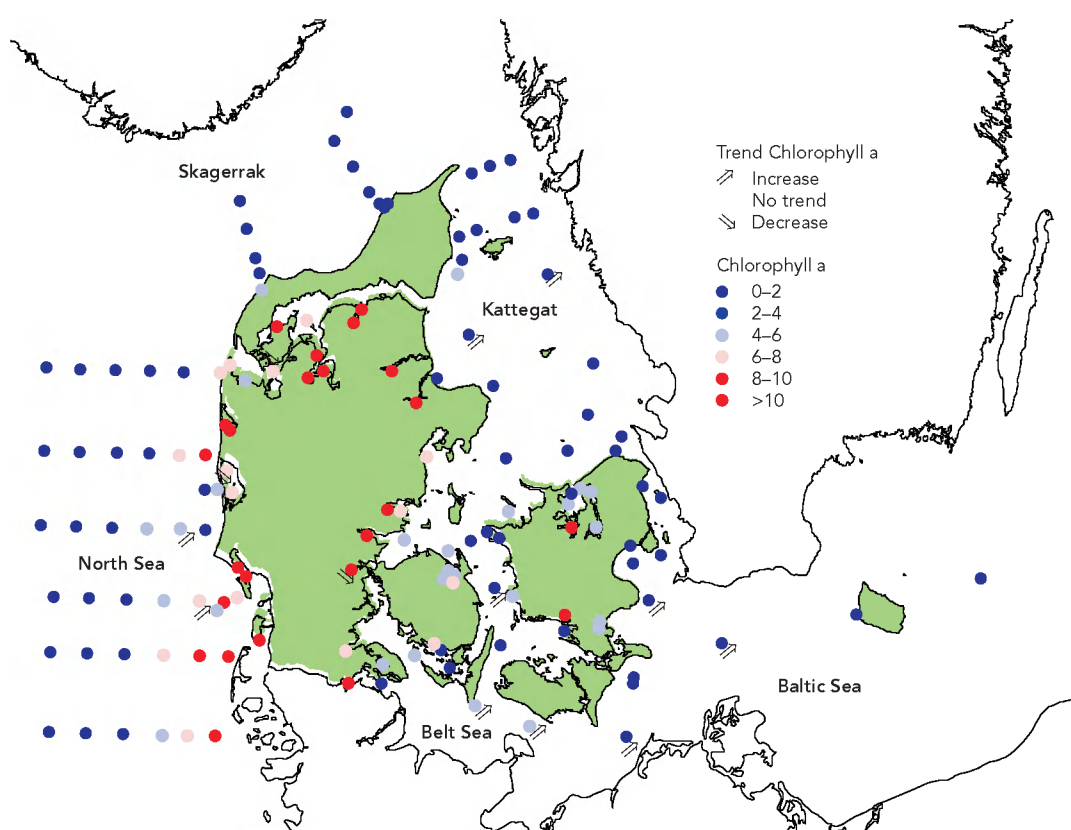 Skagerrak
Trend Chlorophyll a
Increase
No trend
Decrease
Chlorophyll a
0–2
2–4
4–6
6–8
8–10
>10
Kattegat
North Sea
Baltic Sea
Belt Sea